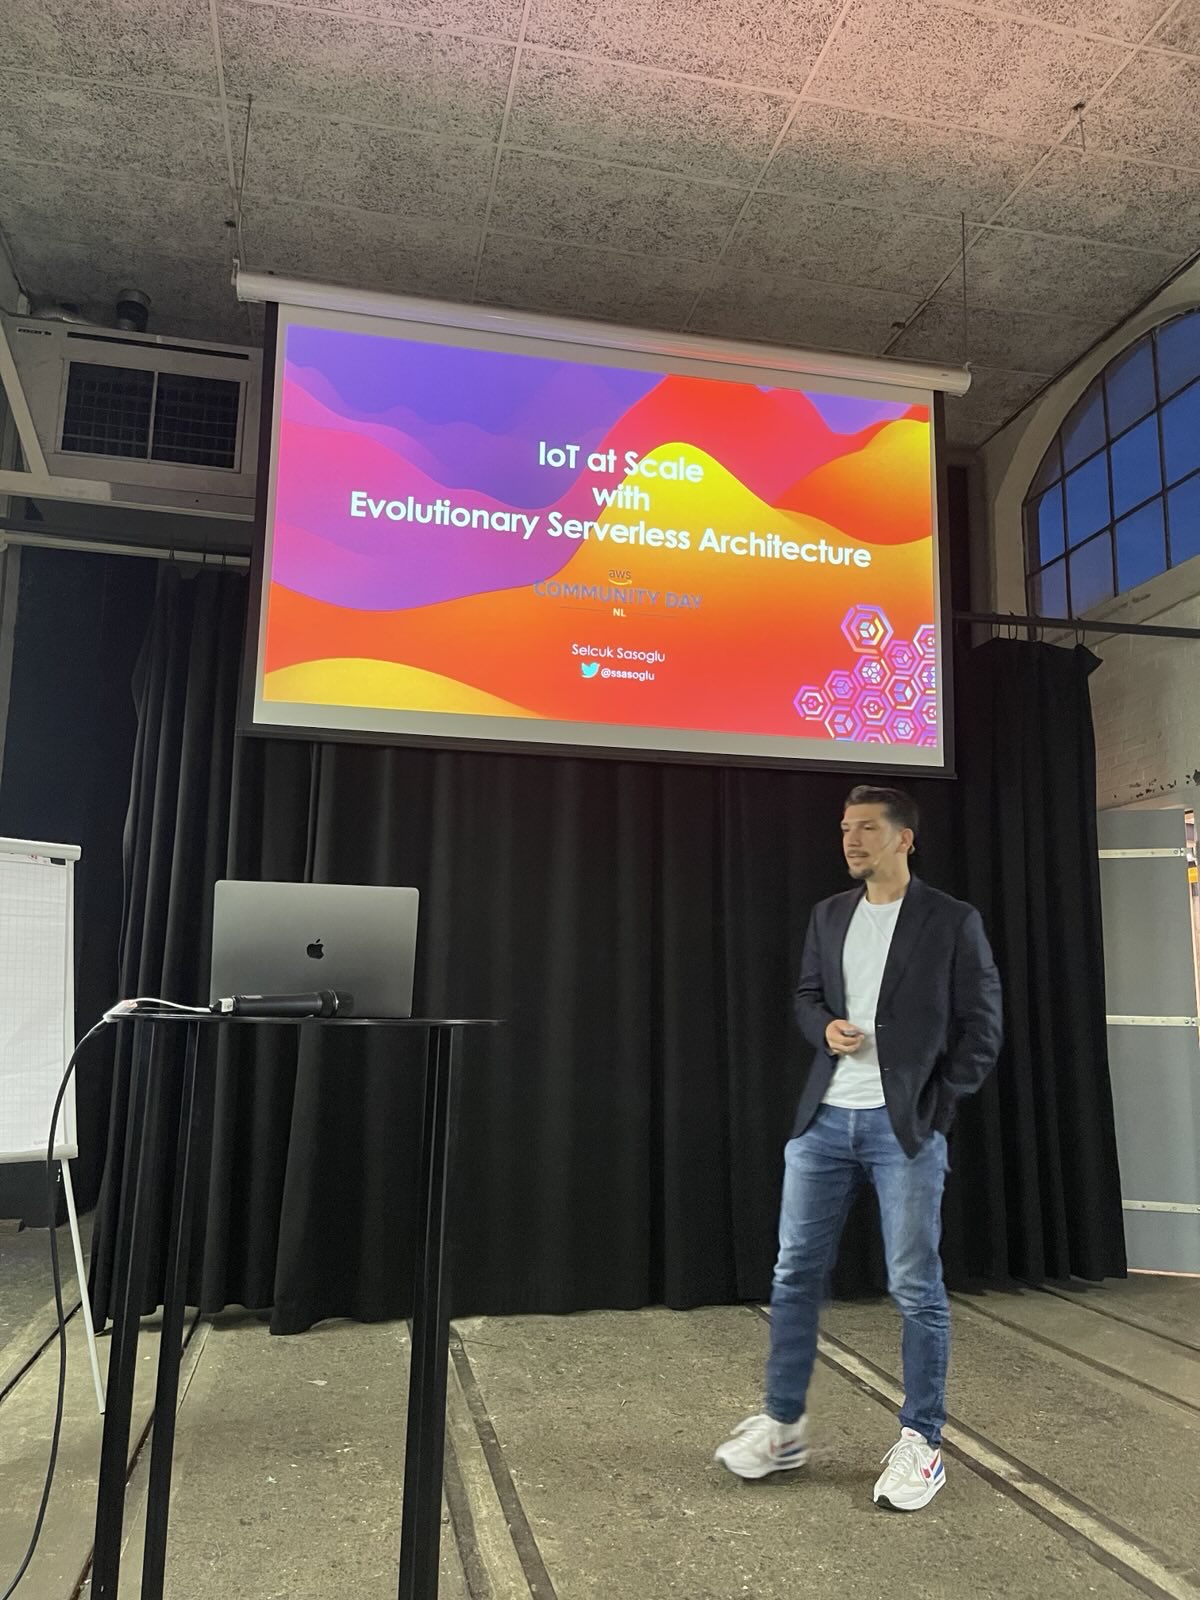 IoT at Scale
with
Evolutionary Serverless Architecture
aws
COMMUNITY DAY
NL
Selcuk Sasoglu
@ssasoglu